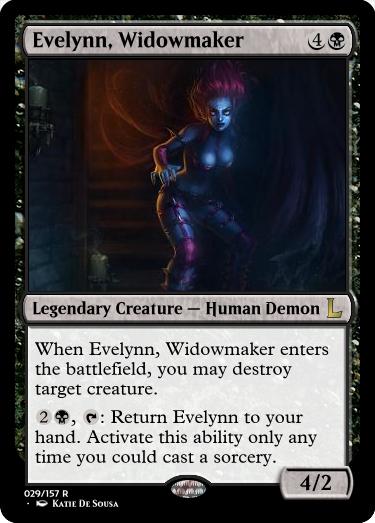 Evelynn, Widowmaker 4
Legendary Creature — Human Demon L
When Evelynn, Widowmaker enters
the battlefield, you may destroy
target creature.
2 , : Return Evelynn to your
hand. Activate this ability only any
time you could cast a sorcery.
4/2
029/157 R
· Katie De Sousa